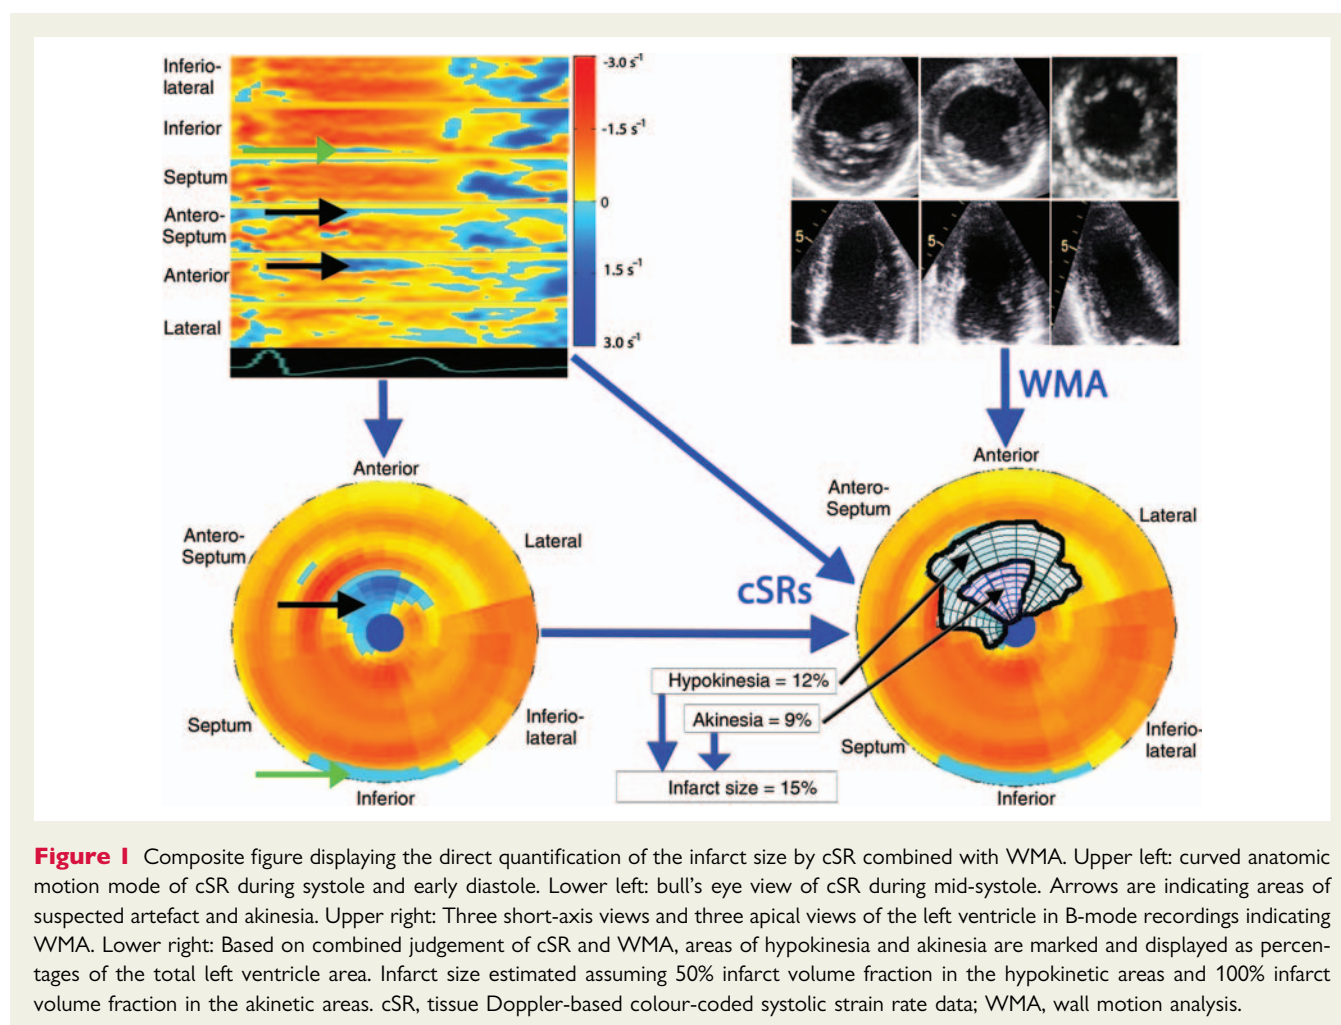 Inferio-
lateral
Inferior
Septum
Antero-
Septum
Anterior
Lateral
-3.0 s-1
-1.5 s-1
0
1.5 s-1
3.0 s-1
5
5
5
WMA
Anterior
Antero-
Septum
Lateral
Septum
Inferio-
lateral
Inferior
cSRs
Hypokinesia = 12%
Akinesia = 9%
Infarct size = 15%
Anterior
Antero-
Septum
Lateral
Septum
Inferio-
lateral
Inferior
Figure 1 Composite figure displaying the direct quantification of the infarct size by cSR combined with WMA. Upper left: curved anatomic
motion mode of cSR during systole and early diastole. Lower left: bull's eye view of cSR during mid-systole. Arrows are indicating areas of
suspected artefact and akinesia. Upper right: Three short-axis views and three apical views of the left ventricle in B-mode recordings indicating
WMA. Lower right: Based on combined judgement of cSR and WMA, areas of hypokinesia and akinesia are marked and displayed as percen-
tages of the total left ventricle area. Infarct size estimated assuming 50% infarct volume fraction in the hypokinetic areas and 100% infarct
volume fraction in the akinetic areas. cSR, tissue Doppler-based colour-coded systolic strain rate data; WMA, wall motion analysis.